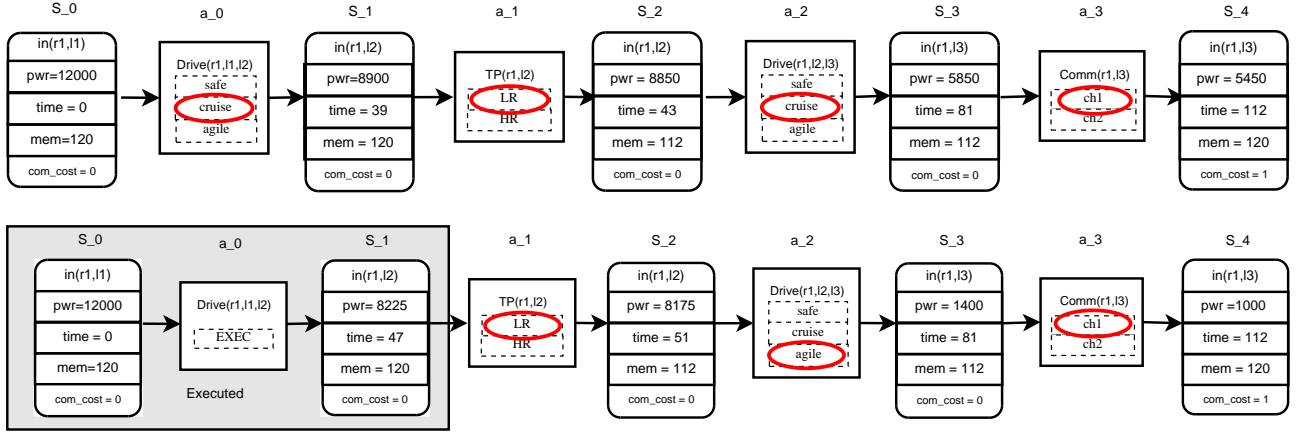 S_0 a_0 S_1 a_1 S_2 a_2 S_3 a_3 S_4
in(r1,l1)
pwr=12000
time = 0
mem=120
com_cost = 0
Drive(r1,l1,l2)
safe
cruise
agile
in(r1,l2)
pwr=8900
time = 39
mem = 120
com_cost = 0
TP(r1,l2)
LR
HR
in(r1,l2)
pwr= 8850
time = 43
mem = 112
com_cost = 0
Drive(r1,l2,l3)
safe
cruise
agile
in(r1,l3)
pwr= 5850
time = 81
mem = 112
com_cost = 0
Comm(r1,l3)
ch1
ch2
in(r1,l3)
pwr= 5450
time = 112
mem = 120
com_cost = 1
S_0 a_0 S_1 a_1 S_2 a_2 S_3 a_3 S_4
in(r1,l1)
pwr=12000
time = 0
mem=120
com_cost = 0
Drive(r1,l1,l2)
EXEC
Executed
in(r1,l2)
pwr= 8225
time = 47
mem = 120
com_cost = 0
TP(r1,l2)
LR
HR
in(r1,l2)
pwr= 8175
time = 51
mem = 112
com_cost = 0
Drive(r1,l2,l3)
safe
cruise
agile
in(r1,l3)
pwr= 1400
time = 81
mem = 112
com_cost = 0
Comm(r1,l3)
ch1
ch2
in(r1,l3)
pwr=1000
time = 112
mem = 120
com_cost = 1